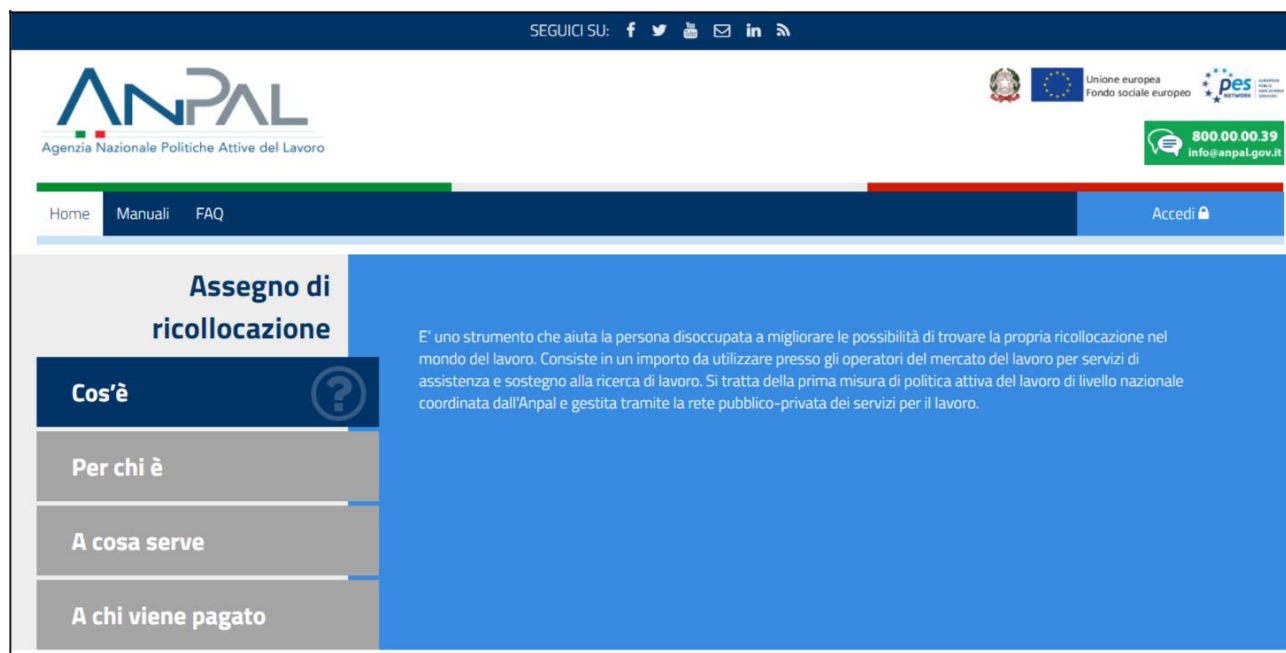 SEGUICI SU:
ANPAL
Agenzia Nazionale Politiche Attive del Lavoro
Unione europea
Fondo sociale europeo
pes
NETWORK
EUROPEAN
PUBLIC
EMPLOYMENT
SERVICES
800.00.00.39
info@anpal.gov.it
Home Manuali FAQ Accedi
Assegno di
ricollocazione
Cos'è
Per chi è
A cosa serve
A chi viene pagato
E' uno strumento che aiuta la persona disoccupata a migliorare le possibilità di trovare la propria ricollocazione nel
mondo del lavoro. Consiste in un importo da utilizzare presso gli operatori del mercato del lavoro per servizi di
assistenza e sostegno alla ricerca di lavoro. Si tratta della prima misura di politica attiva del lavoro di livello nazionale
coordinata dall'Anpal e gestita tramite la rete pubblico-privata dei servizi per il lavoro.